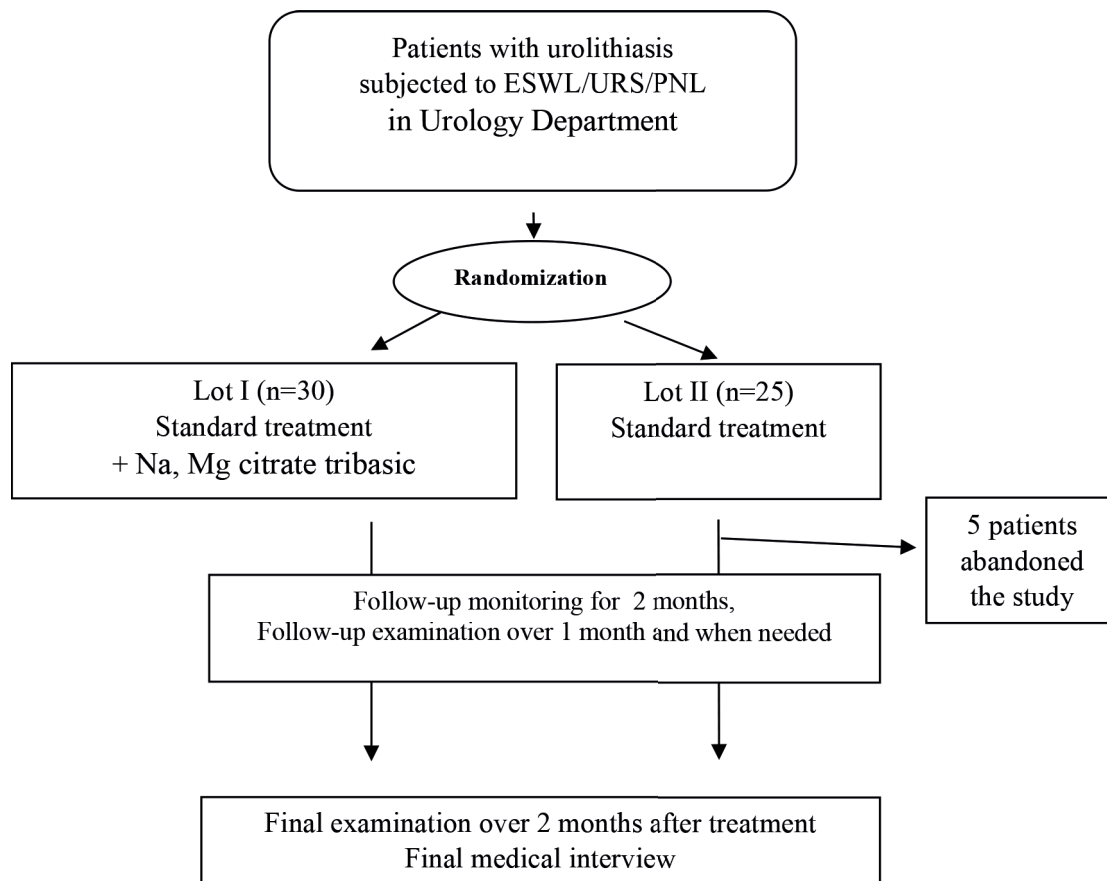 Patients with urolithiasis
subjected to ESWL/URS/PNL
in Urology Department
Randomization
Lot I (n=30)
Standard treatment
+ Na, Mg citrate tribasic
Lot II (n=25)
Standard treatment
5 patients
abandoned
the study
Follow-up monitoring for 2 months,
Follow-up examination over 1 month and when needed
Final examination over 2 months after treatment
Final medical interview